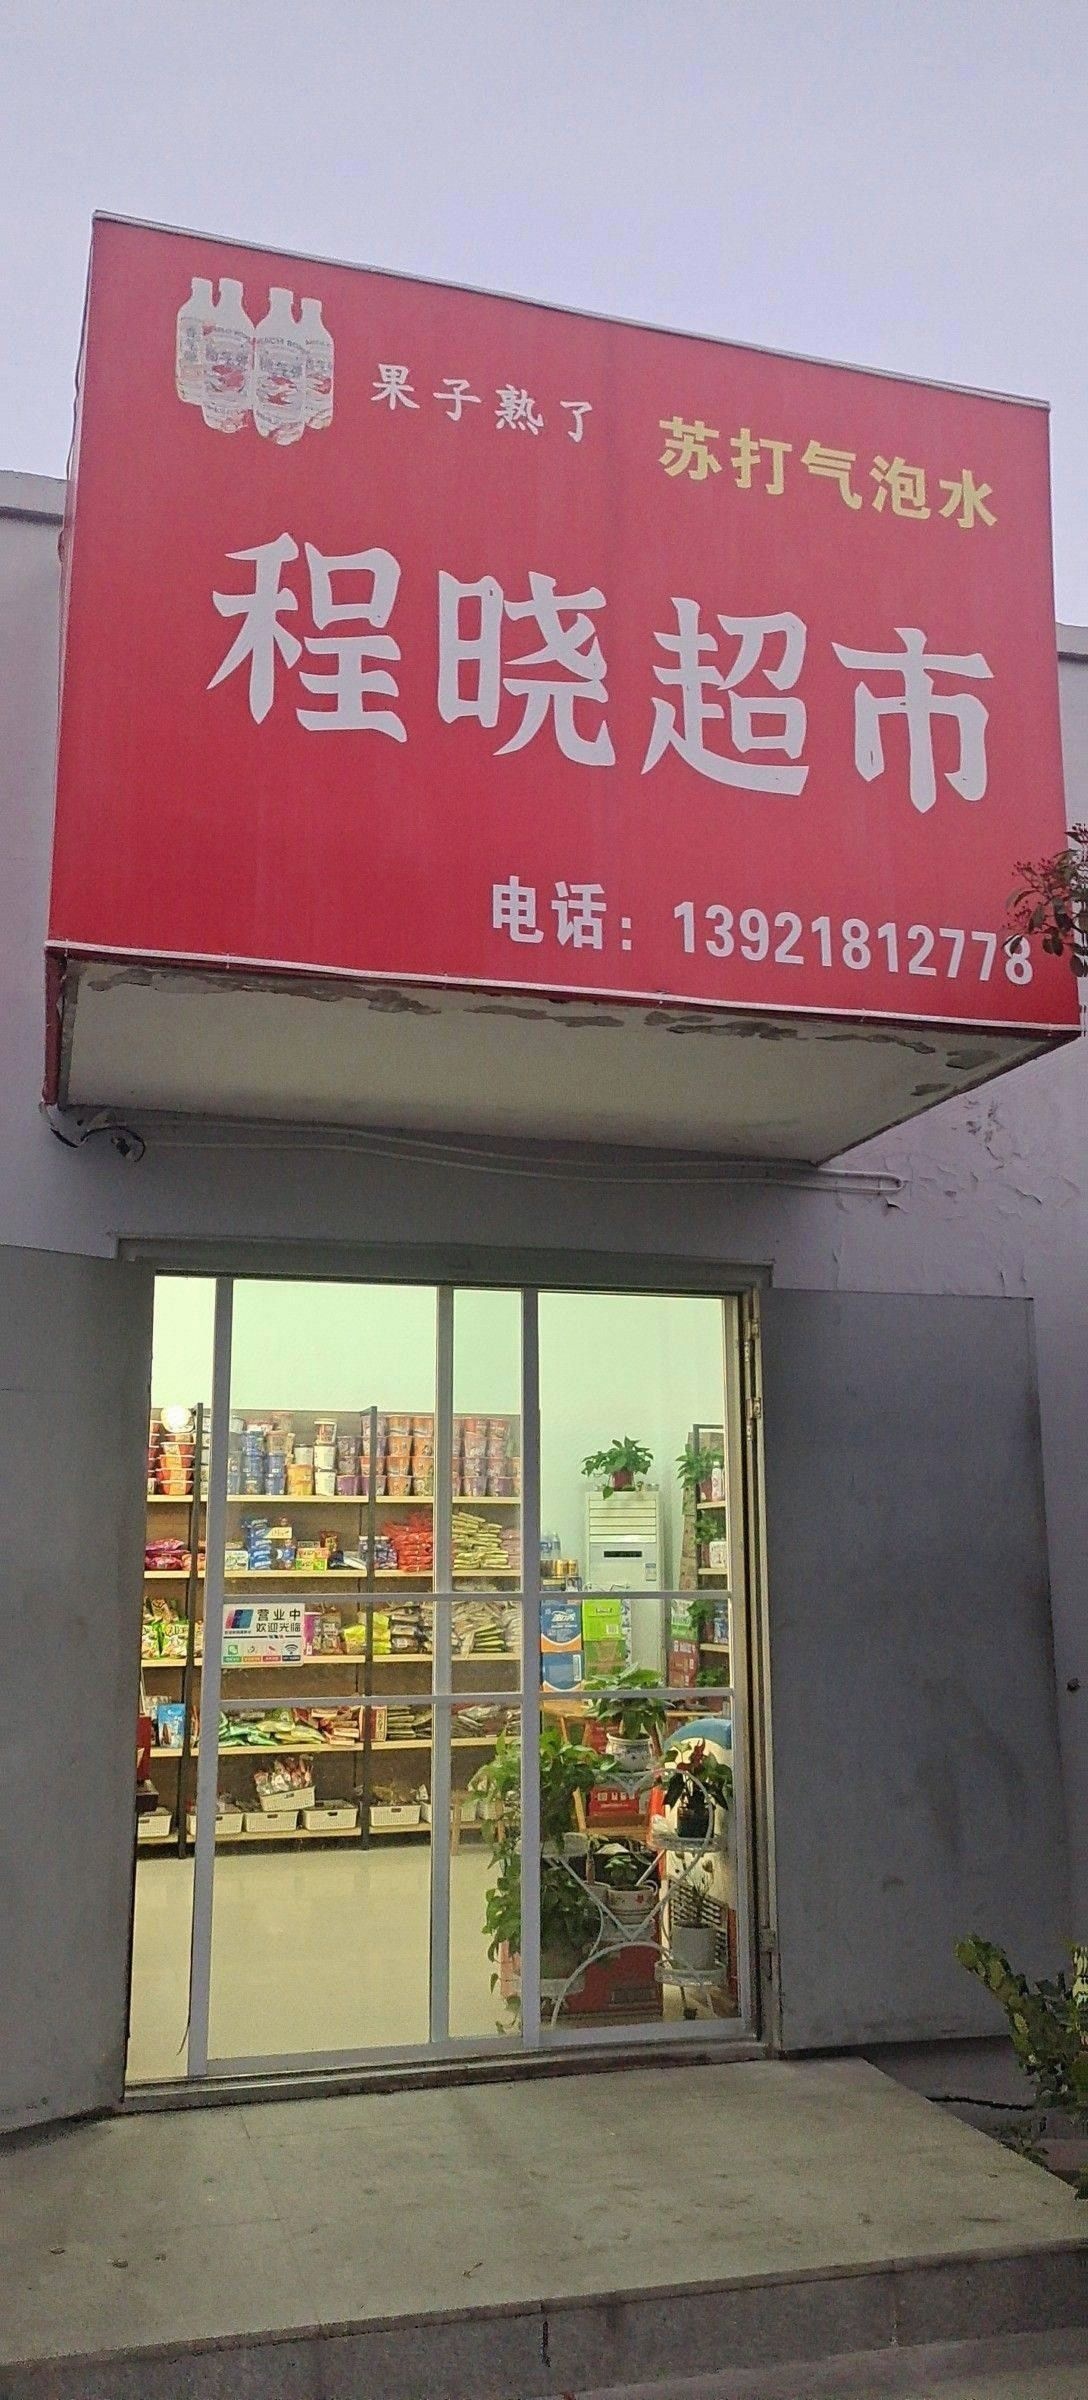 果子熟了
苏打气泡水
程晓超市
电话：13921812778
营业中
欢迎光临